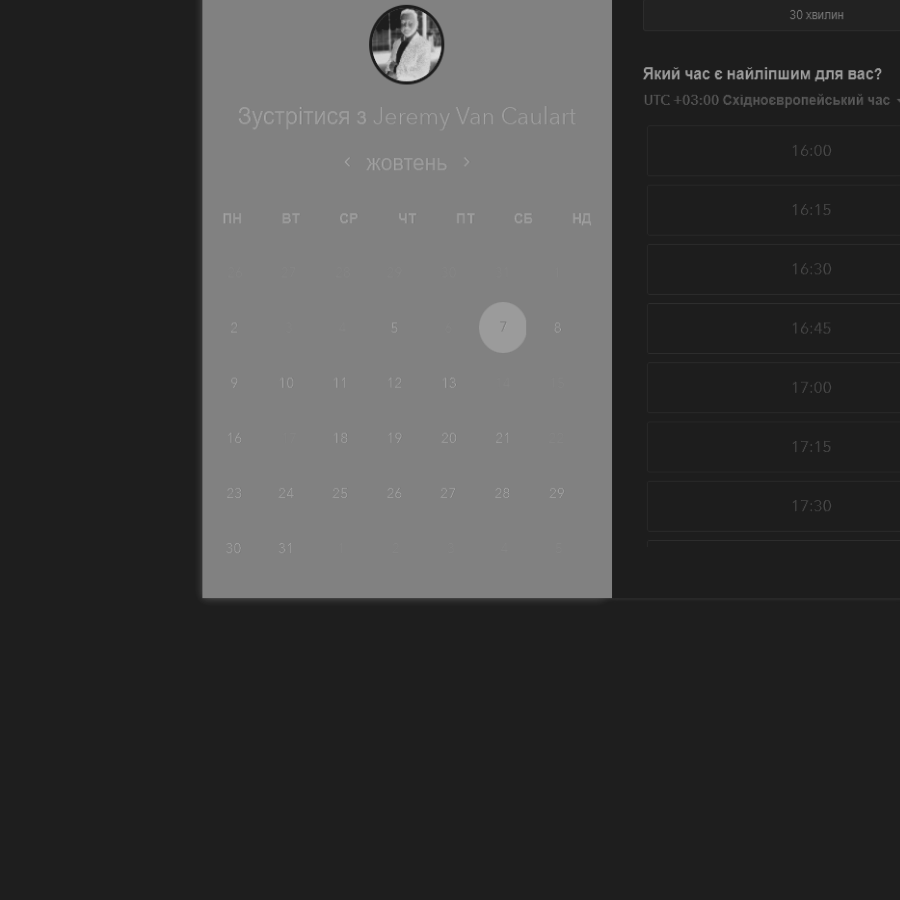 Зустрітися з Jeremy Van Caulart
‹ жовтень ›
ПН ВТ СР ЧТ ПТ СБ НД
2 5 7 8
9 10 11 12 13
16 18 19 20 21
23 24 25 26 27 28 29
30 31
30 хвилин
Який час є найліпшим для вас?
UTC +03:00 Східноєвропейський час
16:00
16:15
16:30
16:45
17:00
17:15
17:30